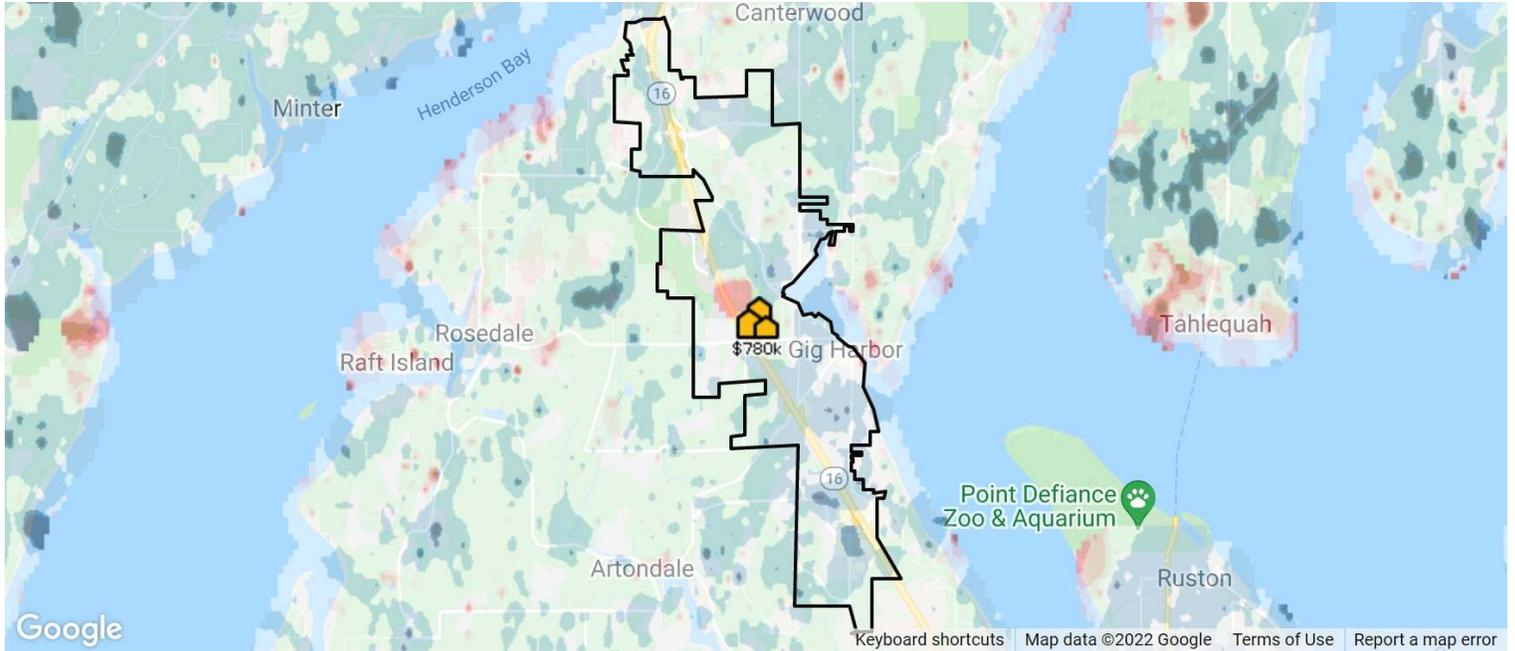 Canterwood
Henderson Bay
16
Minter
Rosedale
Raft Island
$780k
Gig Harbor
Tahlequah
16
Point Defiance
Zoo & Aquarium
Artondale
Ruston
Google
Keyboard shortcuts
Map data ©2022 Google
Terms of Use
Report a map error